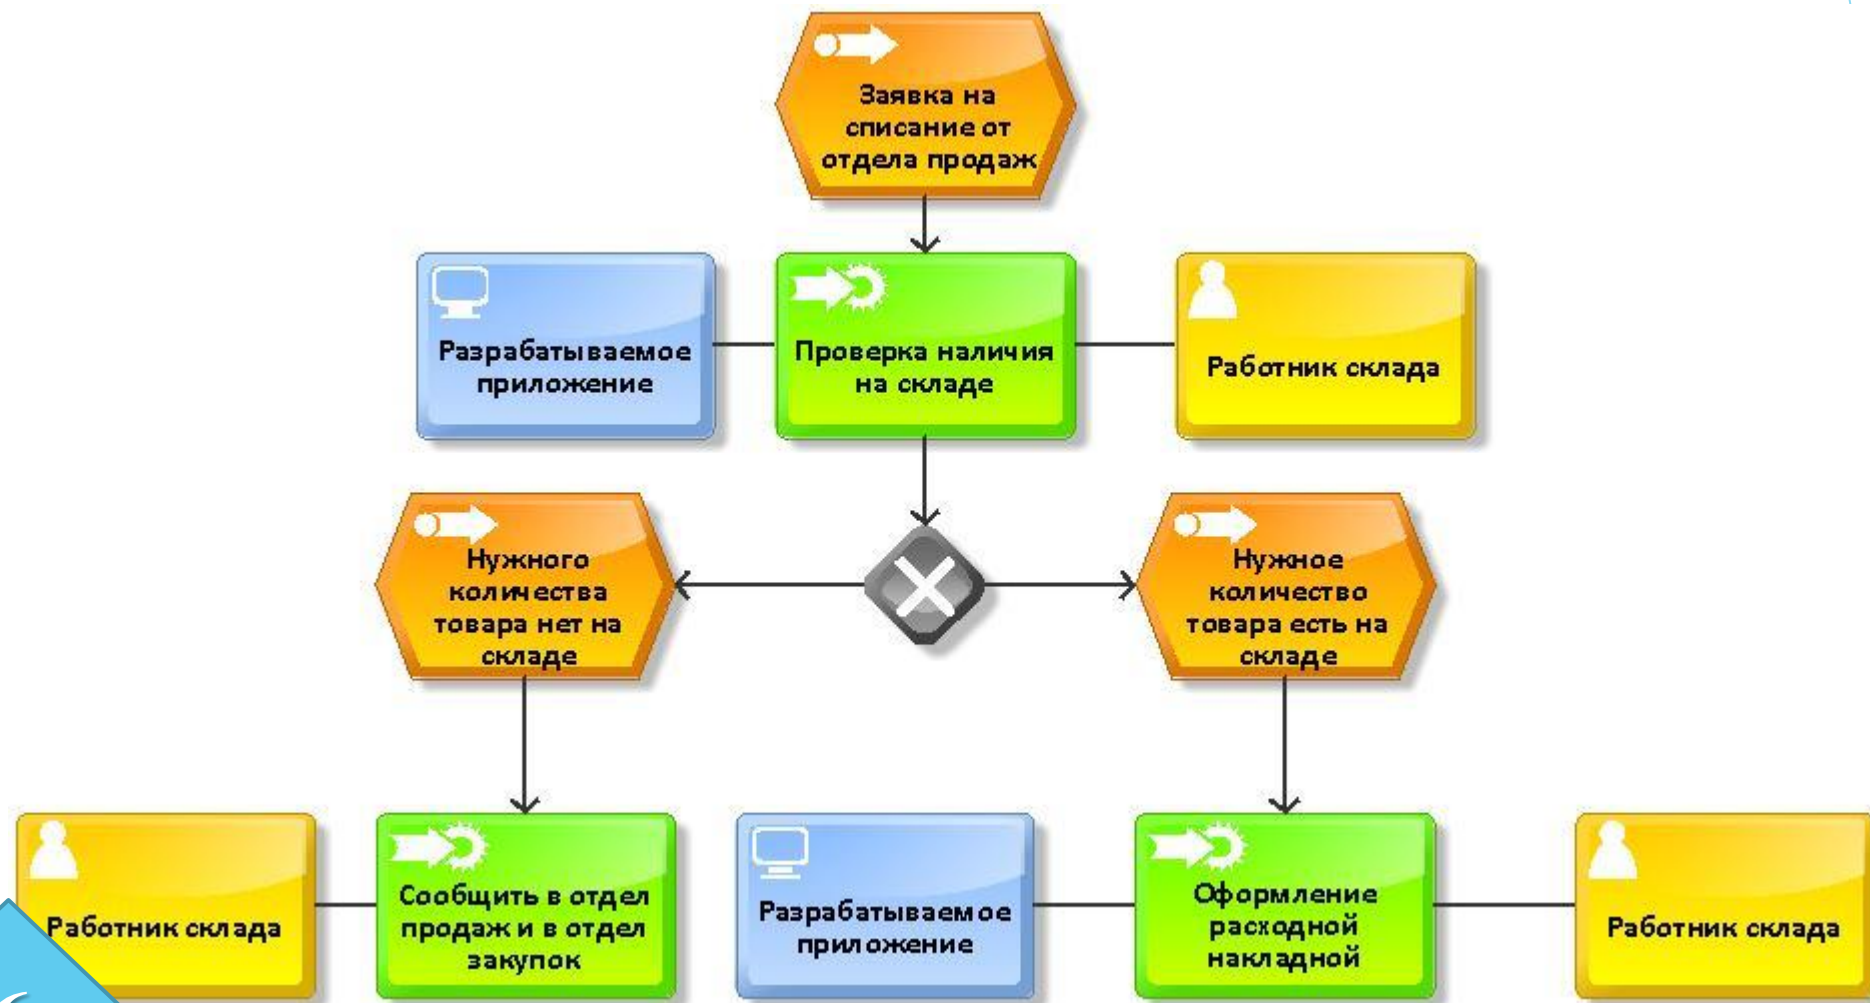 Заявка на
списание от
отдела продаж
Разрабатываемое
приложение
Проверка наличия
на складе
Работник склада
Нужного
количества
товара нет на
складе
Нужное
количество
товара есть на
складе
Работник склада
Сообщить в отдел
продаж и в отдел
закупок
Разрабатываемое
приложение
Оформление
расходной
накладной
Работник склада